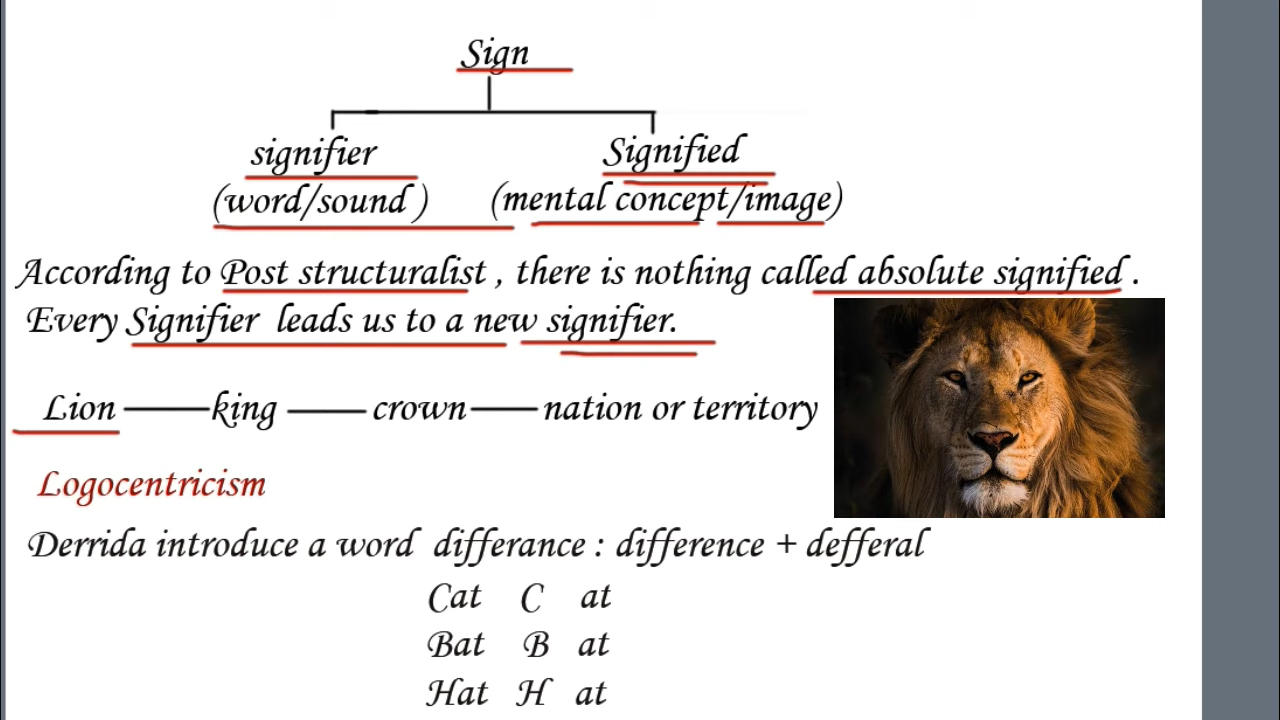 Sign
signifier Signified
(word/sound ) (mental concept/image)
According to Post structuralist , there is nothing called absolute signified .
Every Signifier leads us to a new signifier.
Lion king crown nation or territory
Logocentricism
Derrida introduce a word differance : difference + defferal
Cat C at
Bat B at
Hat H at